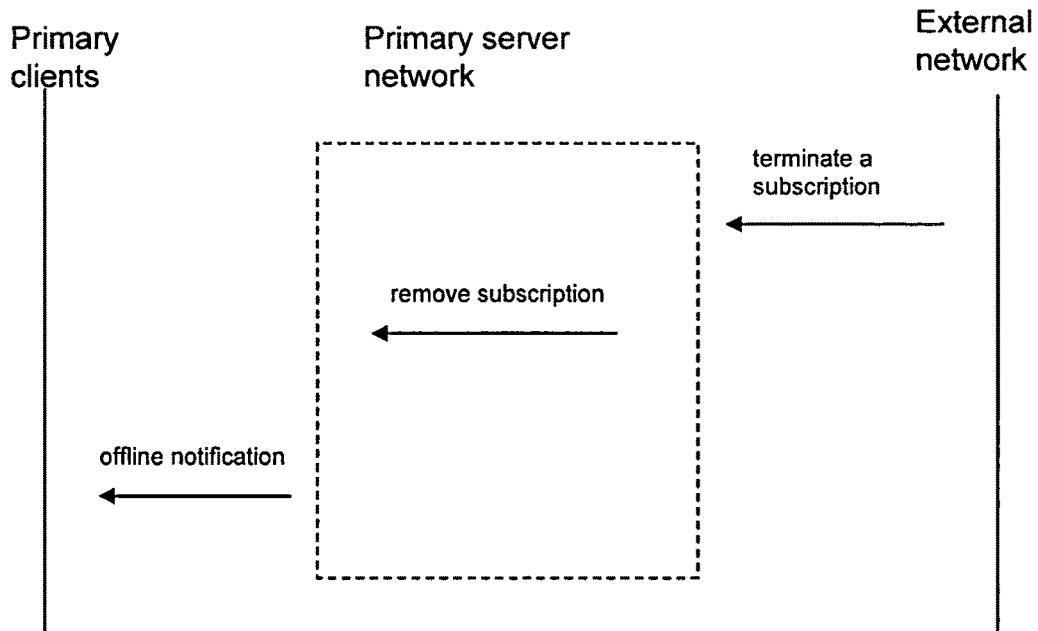 Primary
clients
Primary server
network
External
network
terminate a
subscription
remove subscription
offline notification